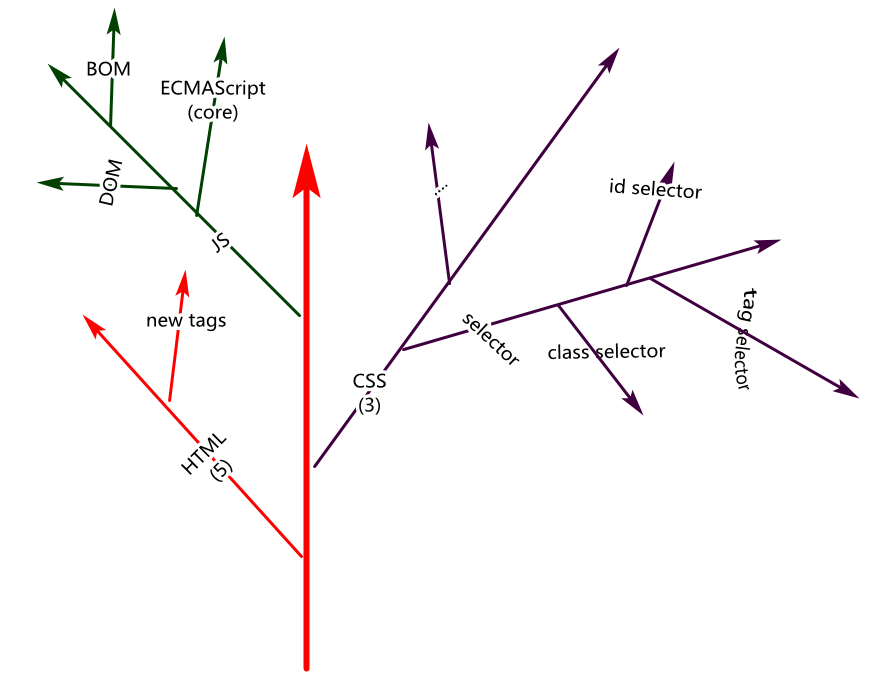 BOM
ECMAScript
(core)
DOM
JS
new tags
HTML
(5)
...
id selector
selector
CSS
(3)
class selector
tag selector